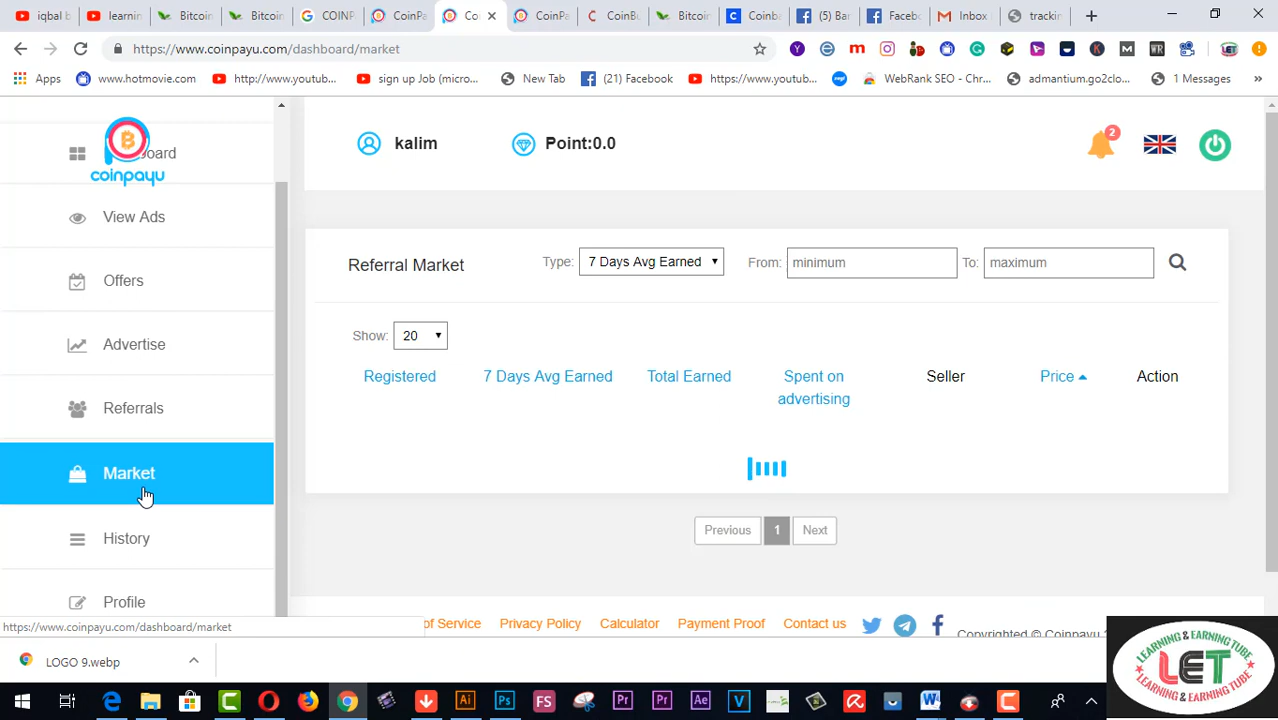 iqbal b
learnin
Bitcoin
Bitcoin
COINP
CoinPa
Co
CoinPa
CoinBu
Bitcoi
Coinb
(5) Ba
Faceb
Inbox
trackin
https://www.coinpayu.com/dashboard/market
Apps
www.hotmovie.com
http://www.youtub...
sign up Job (micro...
New Tab
(21) Facebook
https://www.youtub...
WebRank SEO - Chr...
admantium.go2clo...
1 Messages
coinpayu
board
View Ads
Offers
Advertise
Referrals
Market
History
Profile
kalim
Point:0.0
2
Referral Market
Type: 7 Days Avg Earned
From: minimum
To: maximum
Show: 20
Registered
7 Days Avg Earned
Total Earned
Spent on advertising
Seller
Price
Action
Previous 1 Next
https://www.coinpayu.com/dashboard/market
of Service
Privacy Policy
Calculator
Payment Proof
Contact us
Copyrighted © Coinpayu
LOGO 9.webp
LEARNING & EARNING TUBE
LET
LEARNING & EARNING TUBE